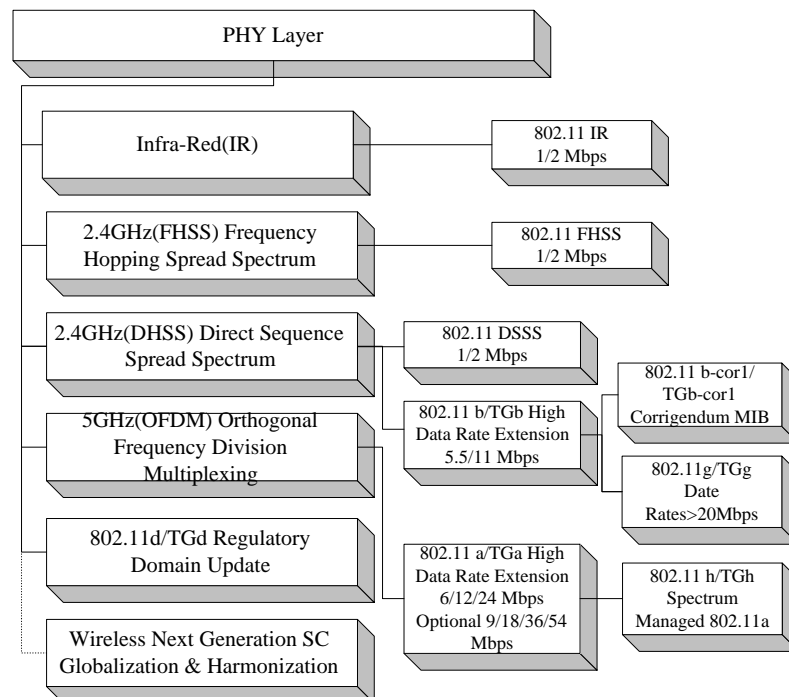 PHY Layer
Infra-Red(IR)
802.11 IR
1/2 Mbps
2.4GHz(FHSS) Frequency
Hopping Spread Spectrum
802.11 FHSS
1/2 Mbps
2.4GHz(DHSS) Direct Sequence
Spread Spectrum
802.11 DSSS
1/2 Mbps
802.11 b/TGb High
Data Rate Extension
5.5/11 Mbps
802.11 b-cor1/
TGb-cor1
Corrigendum MIB
802.11g/TGg
Date
Rates>20Mbps
5GHz(OFDM) Orthogonal
Frequency Division
Multiplexing
802.11 a/TGa High
Data Rate Extension
6/12/24 Mbps
Optional 9/18/36/54
Mbps
802.11 h/TGh
Spectrum
Managed 802.11a
802.11d/TGd Regulatory
Domain Update
Wireless Next Generation SC
Globalization & Harmonization